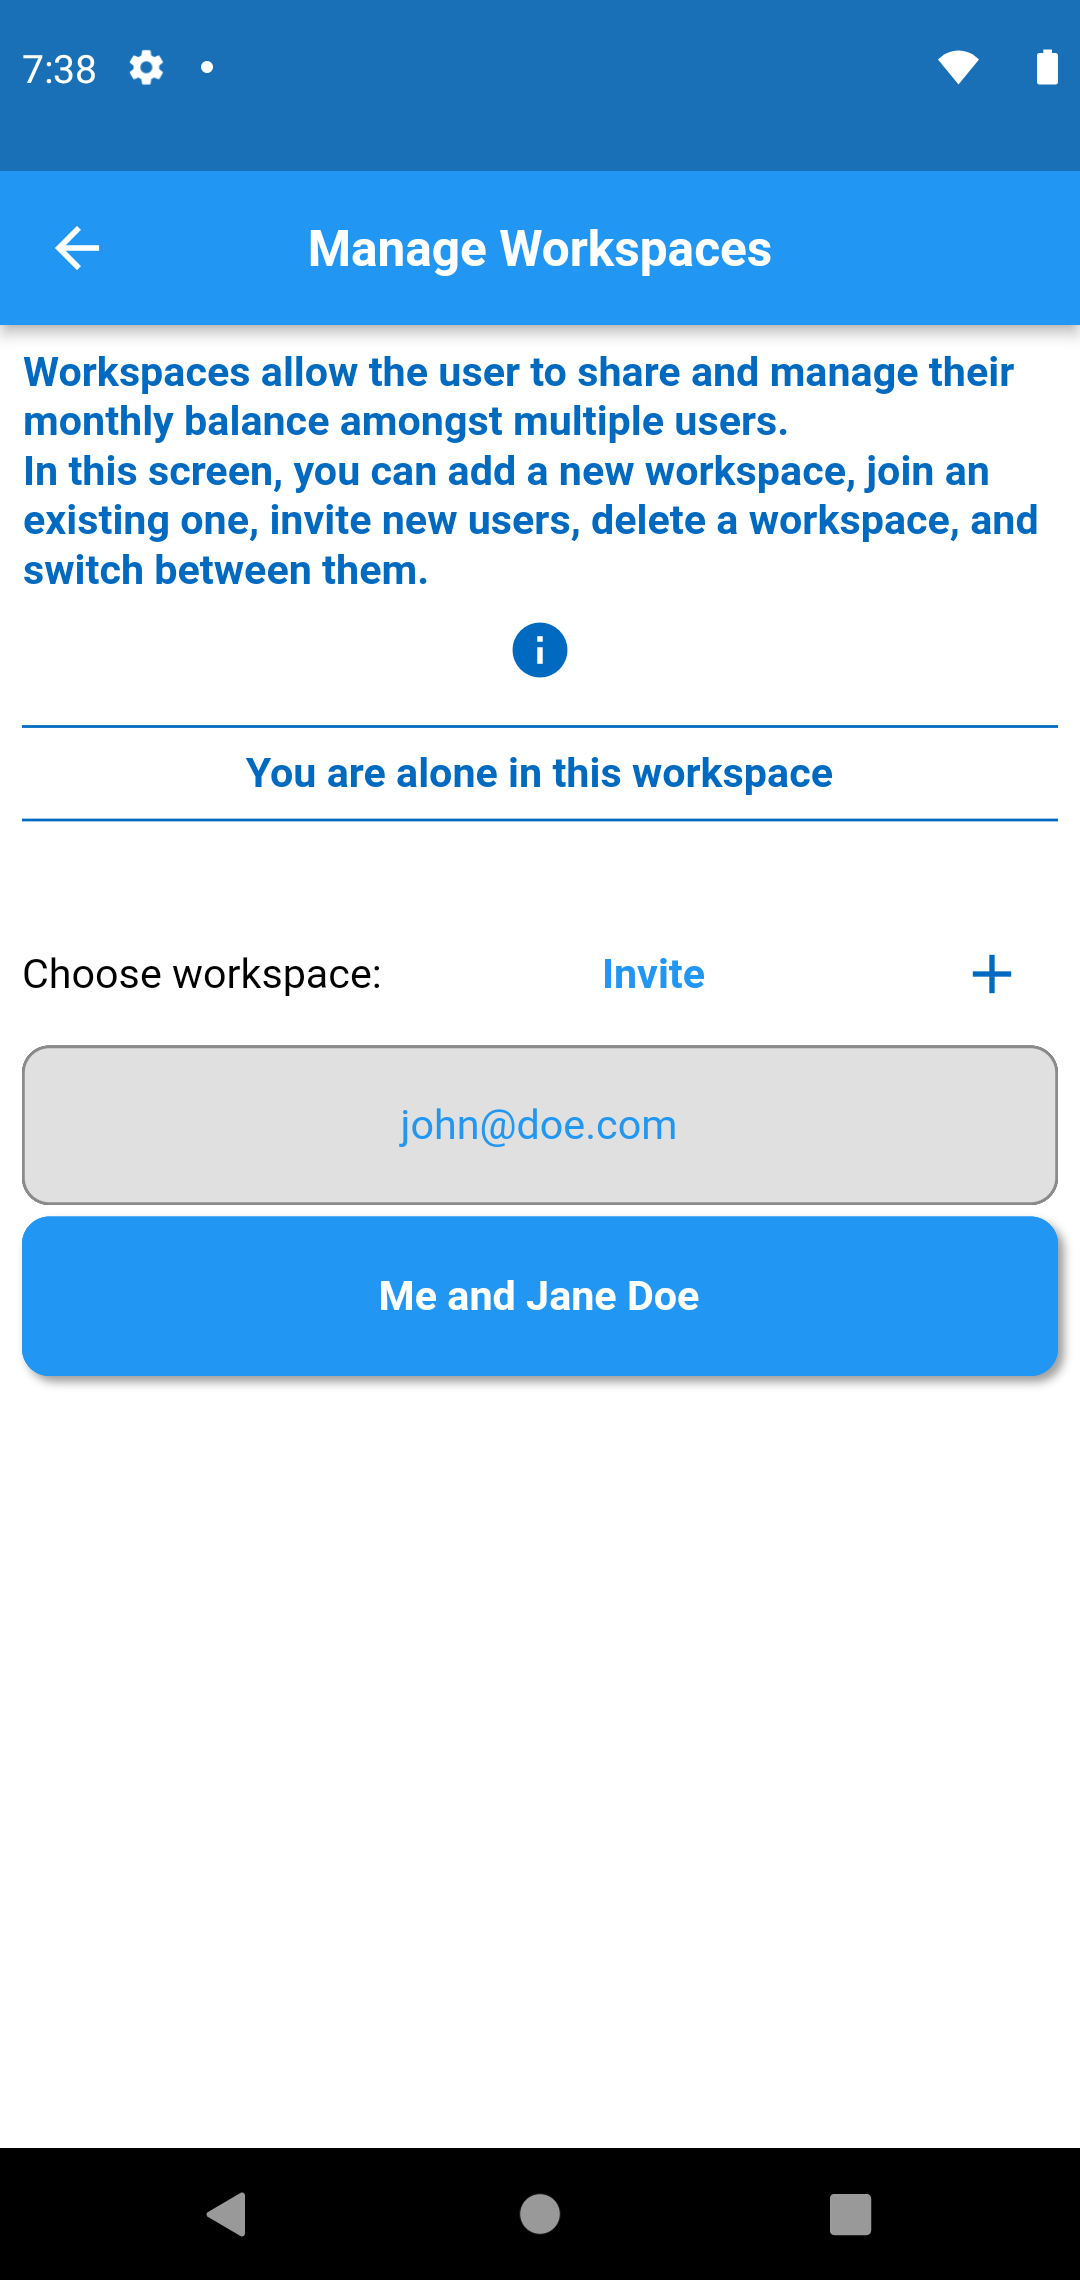 7:38
Manage Workspaces
Workspaces allow the user to share and manage their
monthly balance amongst multiple users.
In this screen, you can add a new workspace, join an
existing one, invite new users, delete a workspace, and
switch between them.
You are alone in this workspace
Choose workspace: Invite +
john@doe.com
Me and Jane Doe